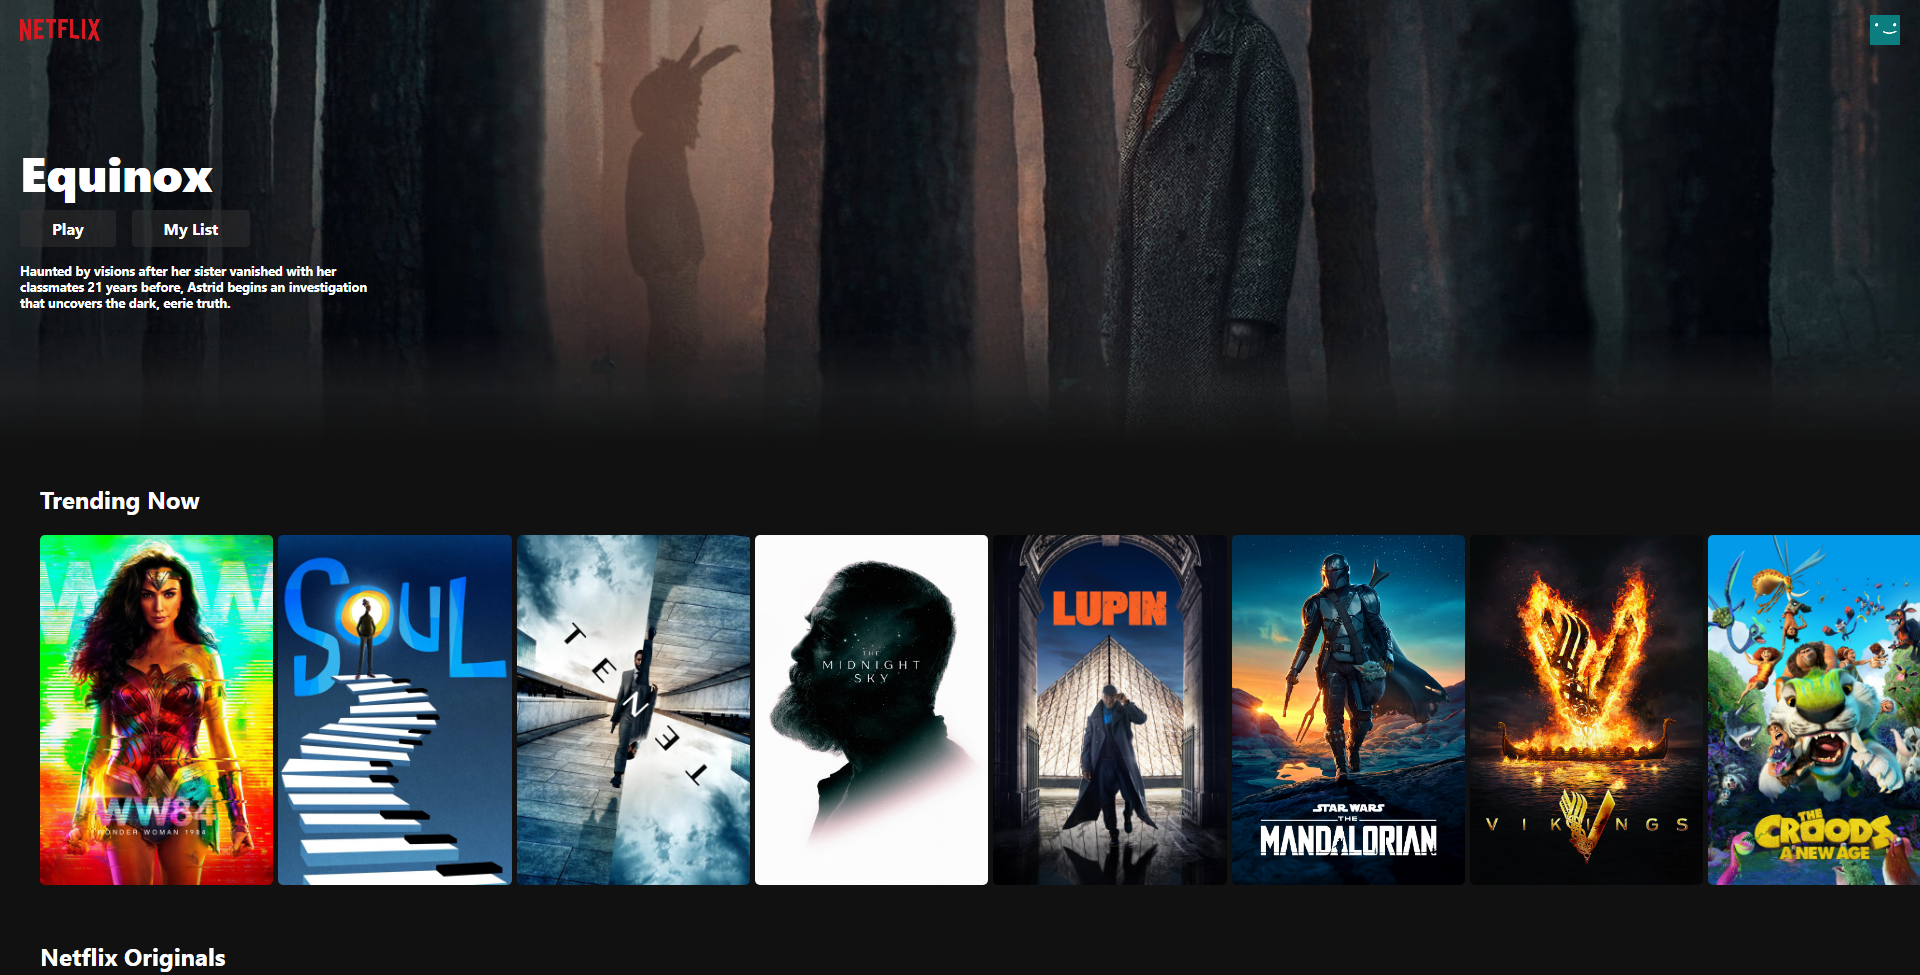 NETFLIX
Equinox
Play
My List
Haunted by visions after her sister vanished with her
classmates 21 years before, Astrid begins an investigation
that uncovers the dark, eerie truth.
Trending Now
WW
WW84
WONDER WOMAN 1984
SOUL
TENET
THE
MIDNIGHT
SKY
LUPIN
STAR WARS
THE
MANDALORIAN
VIKINGS
THE
CROODS
A NEW AGE
Netflix Originals